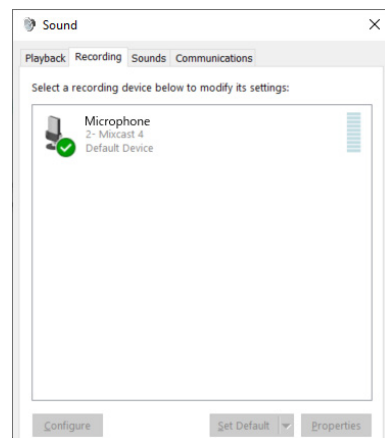 Sound
Playback Recording Sounds Communications
Select a recording device below to modify its settings:
Microphone
2- Mixcast 4
Default Device
Configure Set Default Properties